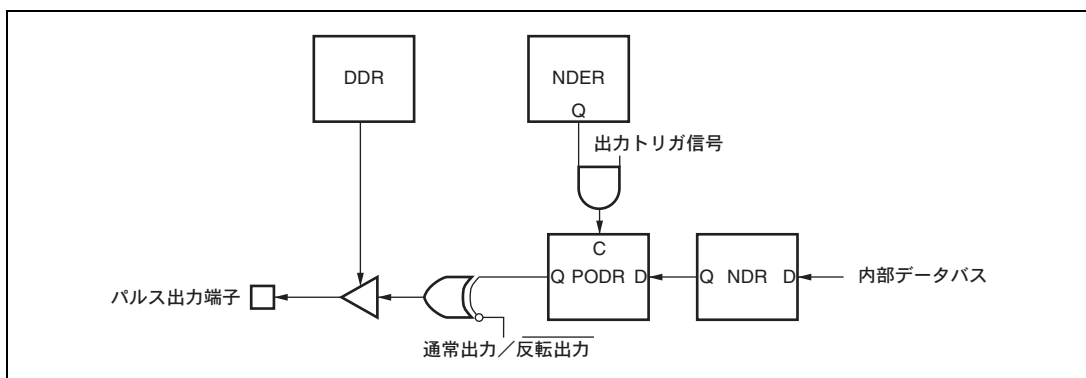 DDR
NDER
Q
出力トリガ信号
C
Q PODR D
Q NDR D
内部データバス
パルス出力端子
通常出力／反転出力